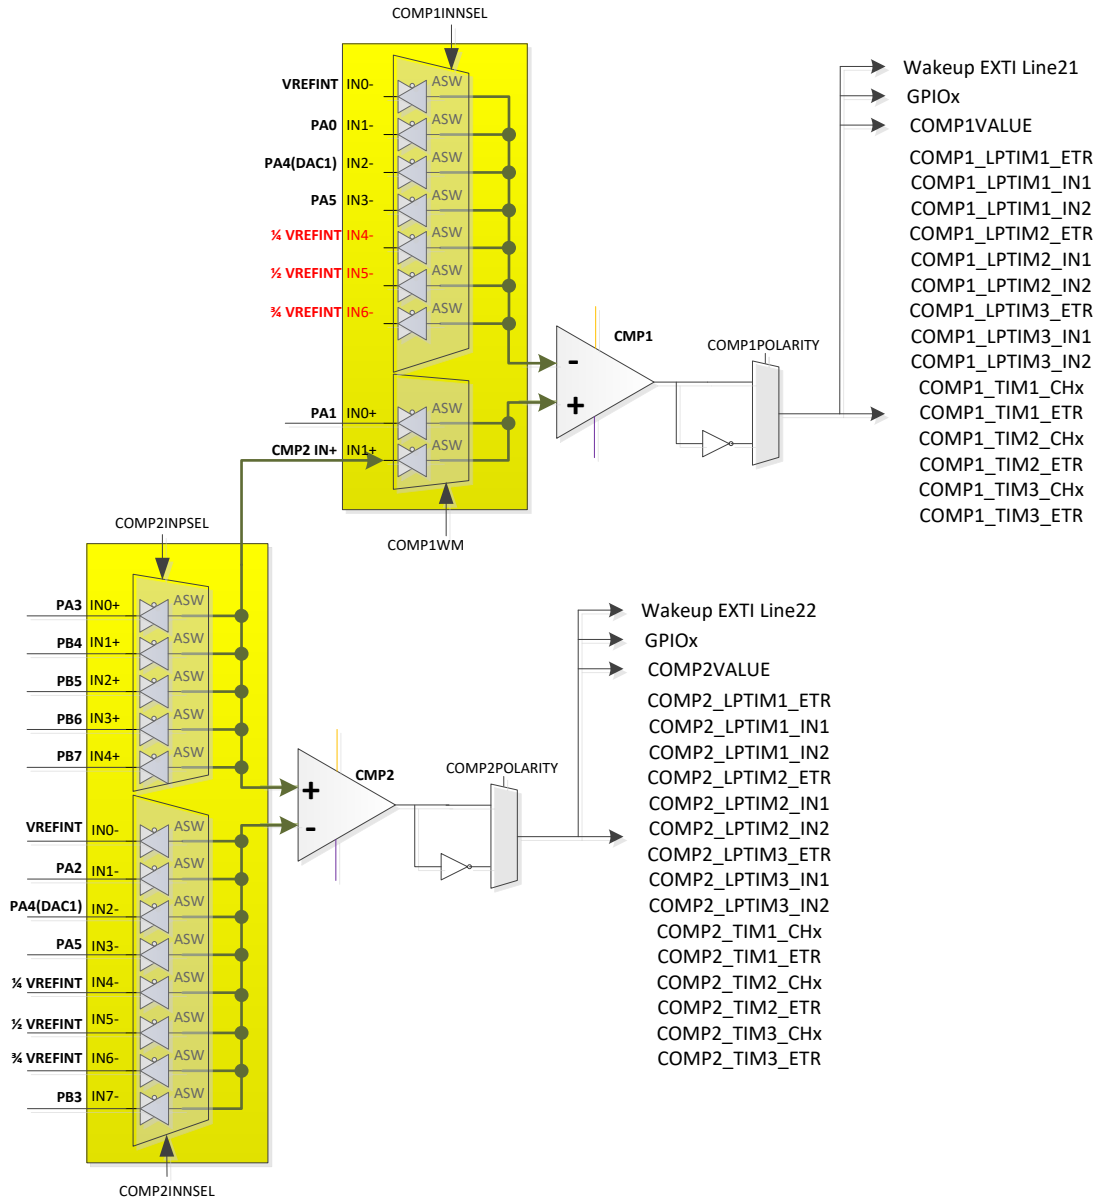 COMP1INNSEL
VREFINT IN0- ASW
PA0 IN1- ASW
PA4(DAC1) IN2- ASW
PA5 IN3- ASW
¼ VREFINT IN4- ASW
½ VREFINT IN5- ASW
¾ VREFINT IN6- ASW
PA1 IN0+ ASW
CMP2 IN+ IN1+ ASW
COMP1WM
CMP1
-
+
COMP1POLARITY
Wakeup EXTI Line21
GPIOx
COMP1VALUE
COMP1_LPTIM1_ETR
COMP1_LPTIM1_IN1
COMP1_LPTIM1_IN2
COMP1_LPTIM2_ETR
COMP1_LPTIM2_IN1
COMP1_LPTIM2_IN2
COMP1_LPTIM3_ETR
COMP1_LPTIM3_IN1
COMP1_LPTIM3_IN2
COMP1_TIM1_CHx
COMP1_TIM1_ETR
COMP1_TIM2_CHx
COMP1_TIM2_ETR
COMP1_TIM3_CHx
COMP1_TIM3_ETR
COMP2INPSEL
PA3 IN0+ ASW
PB4 IN1+ ASW
PB5 IN2+ ASW
PB6 IN3+ ASW
PB7 IN4+ ASW
VREFINT IN0- ASW
PA2 IN1- ASW
PA4(DAC1) IN2- ASW
PA5 IN3- ASW
¼ VREFINT IN4- ASW
½ VREFINT IN5- ASW
¾ VREFINT IN6- ASW
PB3 IN7- ASW
COMP2INNSEL
CMP2
+
-
COMP2POLARITY
Wakeup EXTI Line22
GPIOx
COMP2VALUE
COMP2_LPTIM1_ETR
COMP2_LPTIM1_IN1
COMP2_LPTIM1_IN2
COMP2_LPTIM2_ETR
COMP2_LPTIM2_IN1
COMP2_LPTIM2_IN2
COMP2_LPTIM3_ETR
COMP2_LPTIM3_IN1
COMP2_LPTIM3_IN2
COMP2_TIM1_CHx
COMP2_TIM1_ETR
COMP2_TIM2_CHx
COMP2_TIM2_ETR
COMP2_TIM3_CHx
COMP2_TIM3_ETR